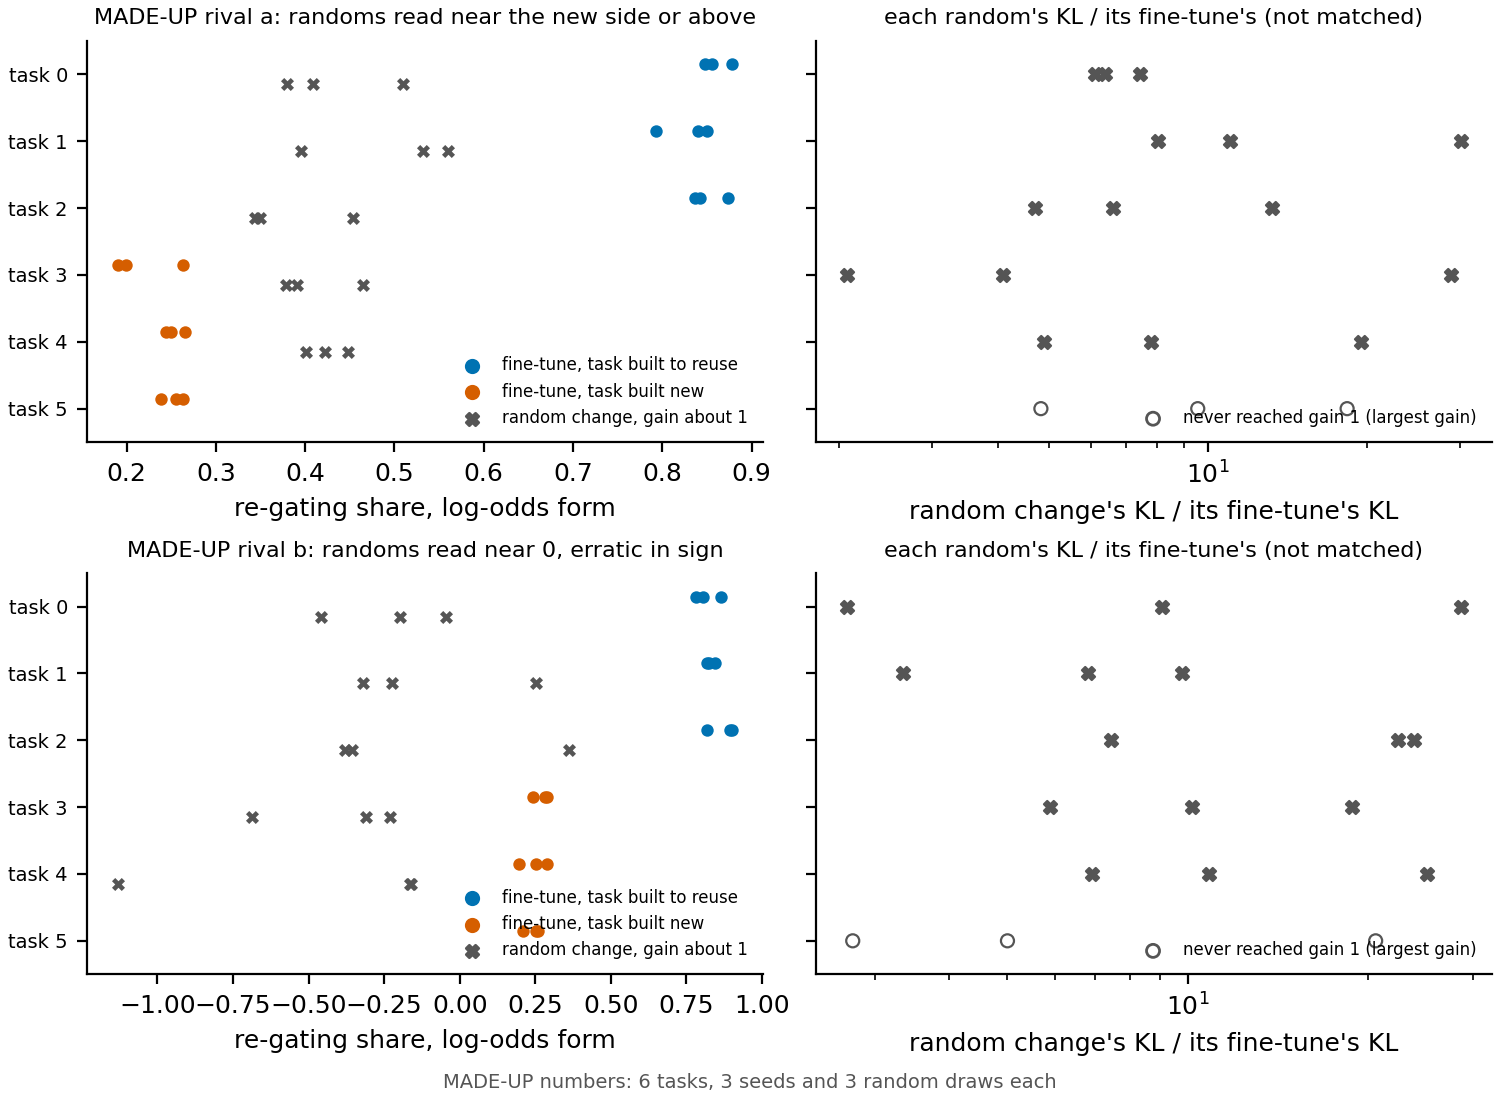 MADE-UP rival a: randoms read near the new side or above
each random's KL / its fine-tune's (not matched)
task 0
task 1
task 2
task 3
task 4
task 5
fine-tune, task built to reuse
fine-tune, task built new
random change, gain about 1
never reached gain 1 (largest gain)
0.2 0.3 0.4 0.5 0.6 0.7 0.8 0.9
10¹
re-gating share, log-odds form
random change's KL / its fine-tune's KL
MADE-UP rival b: randoms read near 0, erratic in sign
each random's KL / its fine-tune's (not matched)
task 0
task 1
task 2
task 3
task 4
task 5
fine-tune, task built to reuse
fine-tune, task built new
random change, gain about 1
never reached gain 1 (largest gain)
−1.00 −0.75 −0.50 −0.25 0.00 0.25 0.50 0.75 1.00
10¹
re-gating share, log-odds form
random change's KL / its fine-tune's KL
MADE-UP numbers: 6 tasks, 3 seeds and 3 random draws each